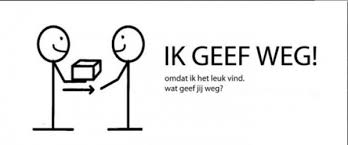 IK GEEF WEG!
omdat ik het leuk vind.
wat geef jij weg?